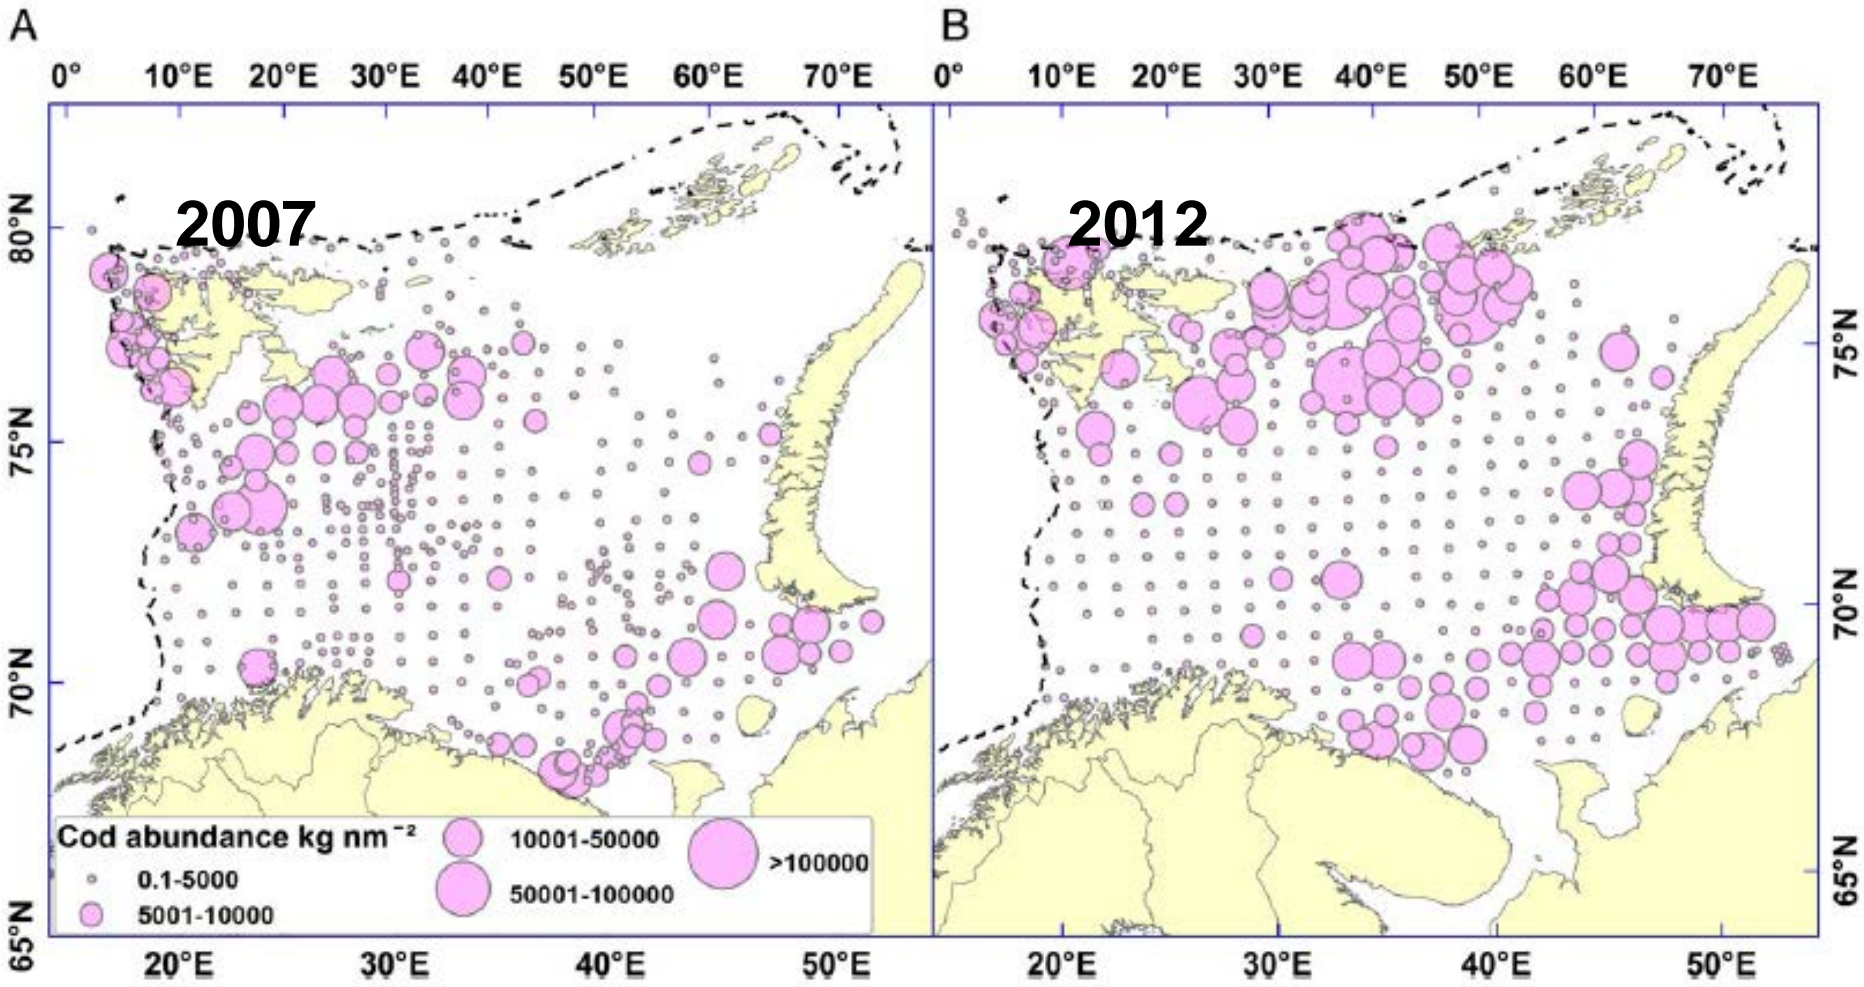 A
B
0° 10°E 20°E 30°E 40°E 50°E 60°E 70°E
0° 10°E 20°E 30°E 40°E 50°E 60°E 70°E
80°N
75°N
70°N
65°N
2007
2012
75°N
70°N
65°N
Cod abundance kg nm⁻²
0.1-5000
5001-10000
10001-50000
50001-100000
>100000
20°E 30°E 40°E 50°E
20°E 30°E 40°E 50°E